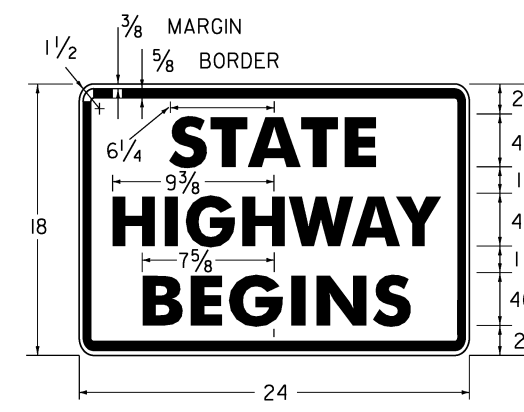 3/8 MARGIN
1 1/2
5/8 BORDER
6 1/4
STATE
9 3/8
HIGHWAY
7 5/8
BEGINS
18
24
2
4
1
4
1
2